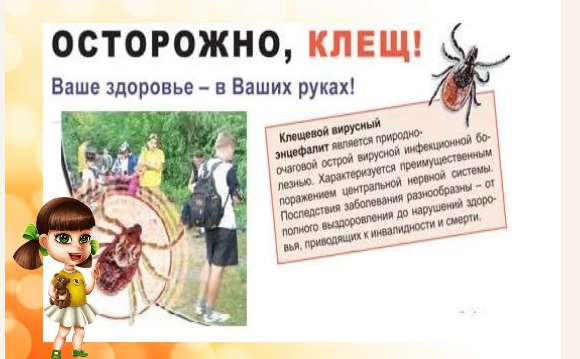 ОСТОРОЖНО, КЛЕЩ!
Ваше здоровье – в Ваших руках!
Клещевой вирусный
энцефалит является природно-
очаговой острой вирусной инфекционной бо-
лезнью. Характеризуется преимущественным
поражением центральной нервной системы.
Последствия заболевания разнообразны – от
полного выздоровления до нарушений здоро-
вья, приводящих к инвалидности и смерти.